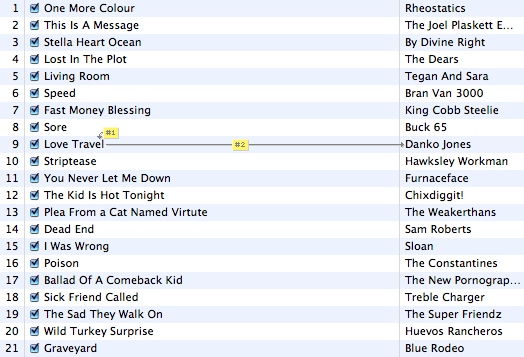 1 One More Colour Rheostatics
2 This Is A Message The Joel Plaskett E...
3 Stella Heart Ocean By Divine Right
4 Lost In The Plot The Dears
5 Living Room Tegan And Sara
6 Speed Bran Van 3000
7 Fast Money Blessing King Cobb Steelie
8 Sore Buck 65
#1
9 Love Travel #2 Danko Jones
10 Striptease Hawksley Workman
11 You Never Let Me Down Furnaceface
12 The Kid Is Hot Tonight Chixdiggit!
13 Plea From a Cat Named Virtute The Weakerthans
14 Dead End Sam Roberts
15 I Was Wrong Sloan
16 Poison The Constantines
17 Ballad Of A Comeback Kid The New Pornograp...
18 Sick Friend Called Treble Charger
19 The Sad They Walk On The Super Friendz
20 Wild Turkey Surprise Huevos Rancheros
21 Graveyard Blue Rodeo